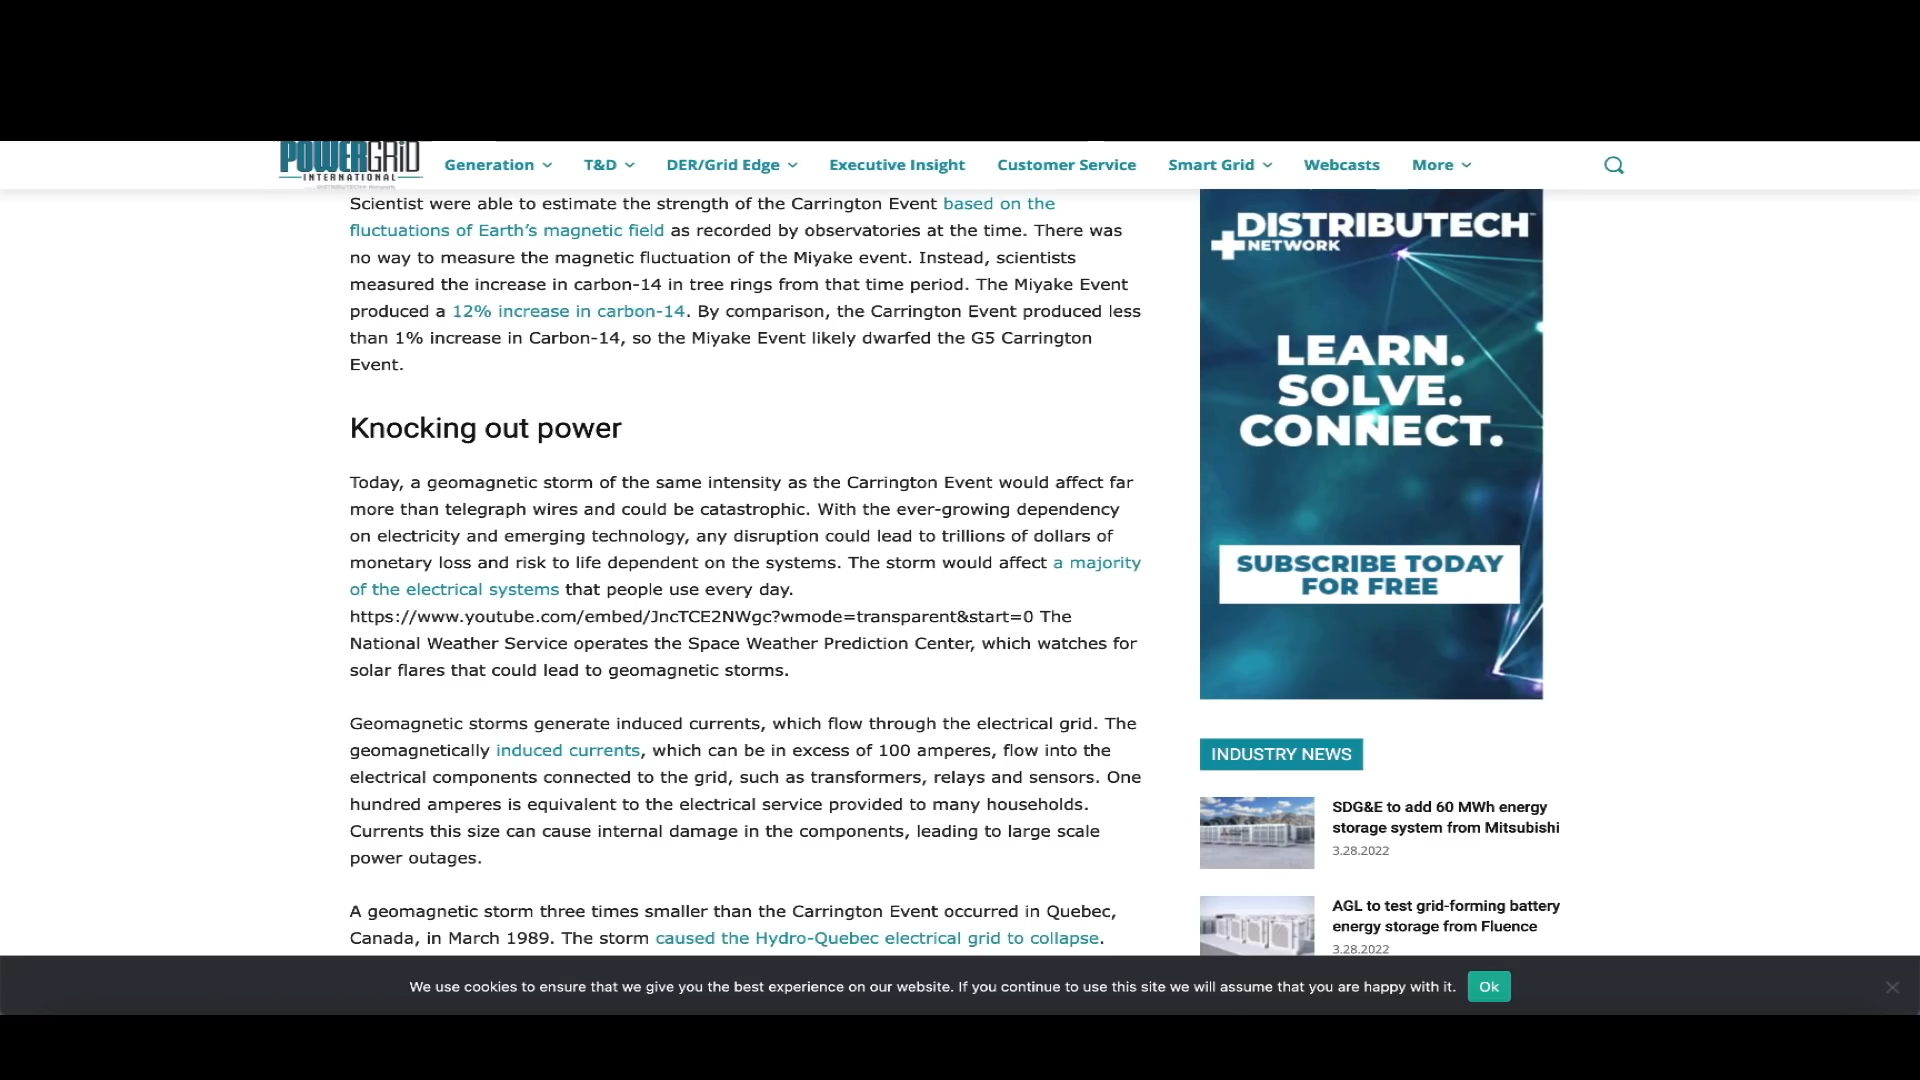 POWERGRID
INTERNATIONAL
DISTRIBUTECH+ Network
Generation
T&D
DER/Grid Edge
Executive Insight
Customer Service
Smart Grid
Webcasts
More
Scientist were able to estimate the strength of the Carrington Event based on the
fluctuations of Earth’s magnetic field as recorded by observatories at the time. There was
no way to measure the magnetic fluctuation of the Miyake event. Instead, scientists
measured the increase in carbon-14 in tree rings from that time period. The Miyake Event
produced a 12% increase in carbon-14. By comparison, the Carrington Event produced less
than 1% increase in Carbon-14, so the Miyake Event likely dwarfed the G5 Carrington
Event.
Knocking out power
Today, a geomagnetic storm of the same intensity as the Carrington Event would affect far
more than telegraph wires and could be catastrophic. With the ever-growing dependency
on electricity and emerging technology, any disruption could lead to trillions of dollars of
monetary loss and risk to life dependent on the systems. The storm would affect a majority
of the electrical systems that people use every day.
https://www.youtube.com/embed/JncTCE2NWgc?wmode=transparent&start=0 The
National Weather Service operates the Space Weather Prediction Center, which watches for
solar flares that could lead to geomagnetic storms.
Geomagnetic storms generate induced currents, which flow through the electrical grid. The
geomagnetically induced currents, which can be in excess of 100 amperes, flow into the
electrical components connected to the grid, such as transformers, relays and sensors. One
hundred amperes is equivalent to the electrical service provided to many households.
Currents this size can cause internal damage in the components, leading to large scale
power outages.
A geomagnetic storm three times smaller than the Carrington Event occurred in Quebec,
Canada, in March 1989. The storm caused the Hydro-Quebec electrical grid to collapse.
DISTRIBUTECH™
NETWORK
LEARN.
SOLVE.
CONNECT.
SUBSCRIBE TODAY
FOR FREE
INDUSTRY NEWS
SDG&E to add 60 MWh energy
storage system from Mitsubishi
3.28.2022
AGL to test grid-forming battery
energy storage from Fluence
3.28.2022
We use cookies to ensure that we give you the best experience on our website. If you continue to use this site we will assume that you are happy with it.
Ok